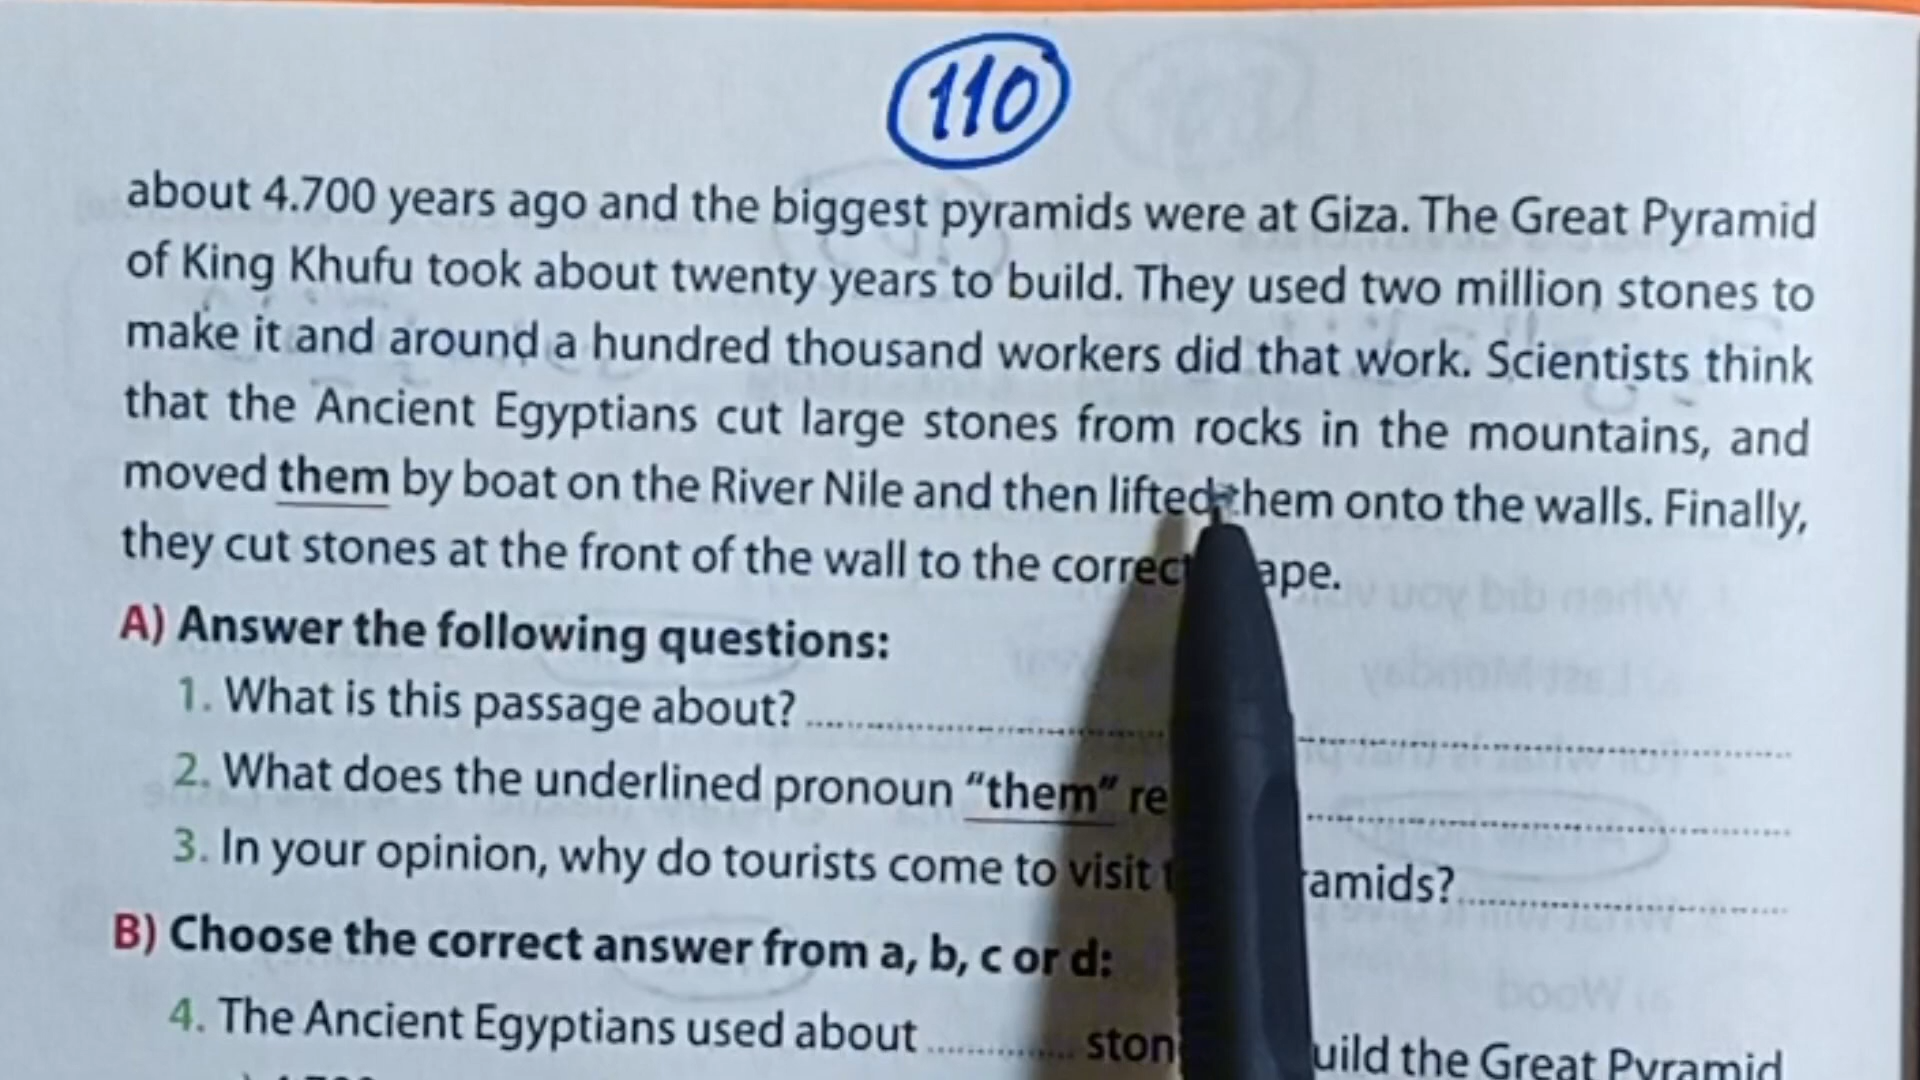 110
about 4.700 years ago and the biggest pyramids were at Giza. The Great Pyramid
of King Khufu took about twenty years to build. They used two million stones to
make it and around a hundred thousand workers did that work. Scientists think
that the Ancient Egyptians cut large stones from rocks in the mountains, and
moved them by boat on the River Nile and then lifted them onto the walls. Finally,
they cut stones at the front of the wall to the correct ape.
A) Answer the following questions:
1. What is this passage about?
2. What does the underlined pronoun “them” re
3. In your opinion, why do tourists come to visit t amids?
B) Choose the correct answer from a, b, c or d:
4. The Ancient Egyptians used about ............ ston uild the Great Pyramid